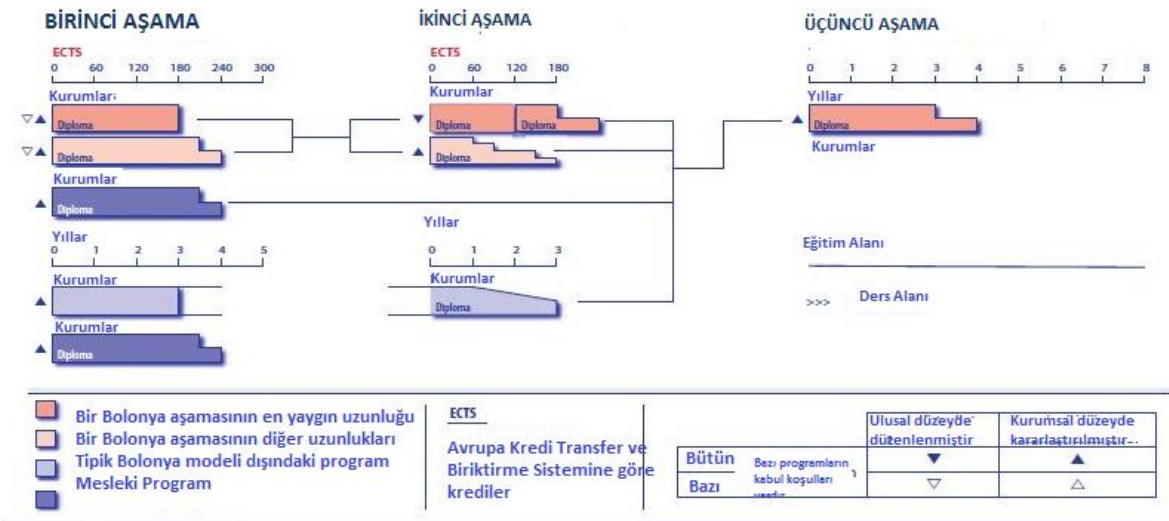 BİRİNCİ AŞAMA
ECTS
0 60 120 180 240 300
Kurumlar
Diploma
Diploma
Kurumlar
Diploma
Yıllar
0 1 2 3 4 5
Kurumlar
Kurumlar
Diploma
İKİNCİ AŞAMA
ECTS
0 60 120 180
Kurumlar
Diploma Diploma
Diploma
Yıllar
0 1 2 3
Kurumlar
Diploma
ÜÇÜNCÜ AŞAMA
0 1 2 3 4 5 6 7 8
Yıllar
Diploma
Kurumlar
Eğitim Alanı
>>> Ders Alanı
Bir Bolonya aşamasının en yaygın uzunluğu
Bir Bolonya aşamasının diğer uzunlukları
Tipik Bolonya modeli dışındaki program
Mesleki Program
ECTS
Avrupa Kredi Transfer ve
Biriktirme Sistemine göre
krediler
Ulusal düzeyde
düzenlenmiştir
Kurumsal düzeyde
kararlaştırılmıştır
Bütün
Bazı
Bazı programların
kabul koşulları